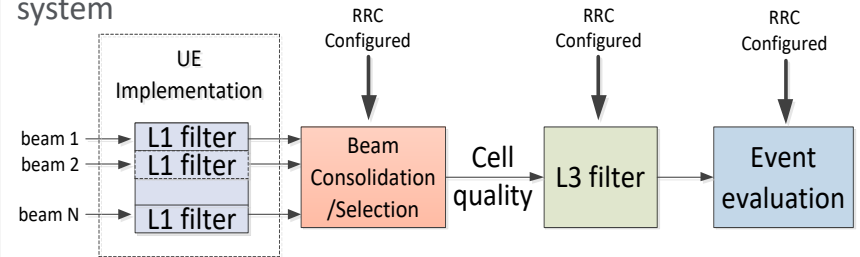 system
UE
Implementation
RRC
Configured
RRC
Configured
RRC
Configured
beam 1
beam 2
beam N
L1 filter
L1 filter
L1 filter
Beam
Consolidation
/Selection
Cell
quality
L3 filter
Event
evaluation